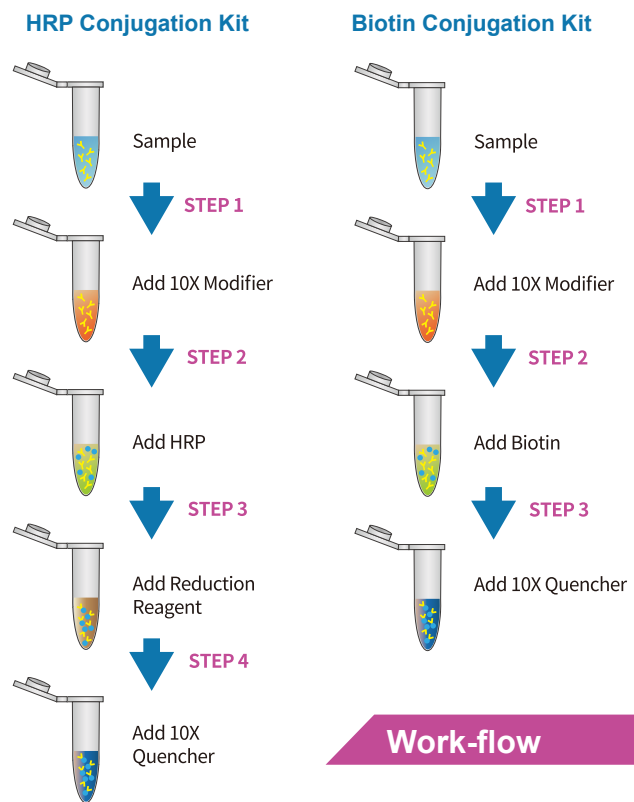 HRP Conjugation Kit
Sample
STEP 1
Add 10X Modifier
STEP 2
Add HRP
STEP 3
Add Reduction
Reagent
STEP 4
Add 10X
Quencher
Biotin Conjugation Kit
Sample
STEP 1
Add 10X Modifier
STEP 2
Add Biotin
STEP 3
Add 10X Quencher
Work-flow